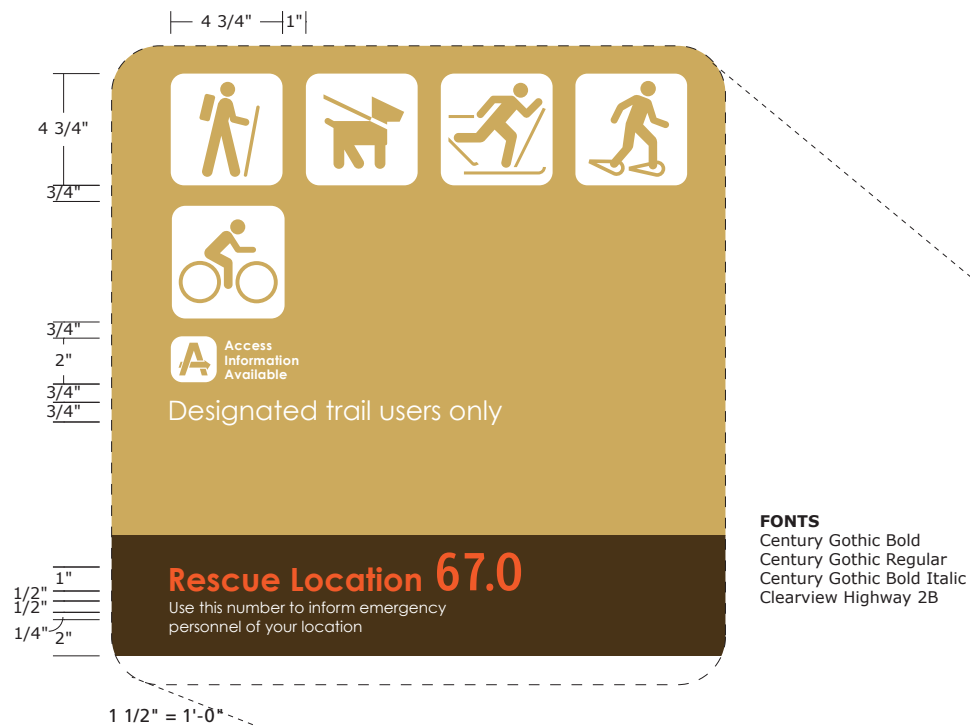 4 3/4"
1"
4 3/4"
3/4"
3/4"
2"
3/4"
3/4"
Access
Information
Available
Designated trail users only
FONTS
Century Gothic Bold
Century Gothic Regular
Century Gothic Bold Italic
Clearview Highway 2B
1"
1/2"
1/2"
1/4"
2"
Rescue Location 67.0
Use this number to inform emergency
personnel of your location
1 1/2" = 1'-0"